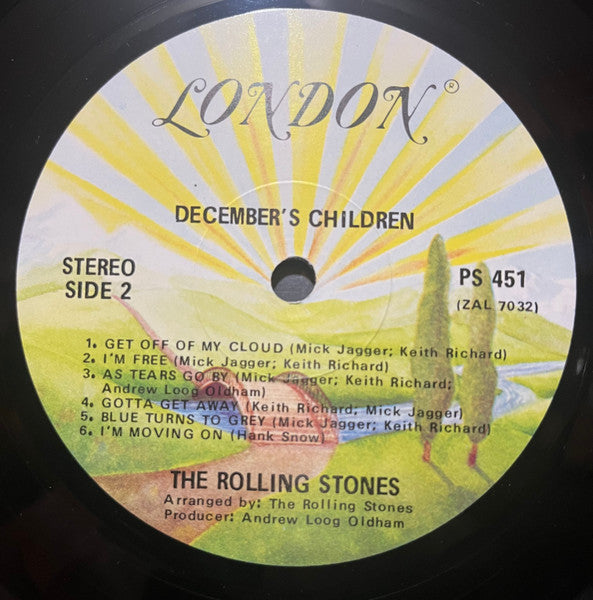 LONDON®
DECEMBER'S CHILDREN
STEREO
SIDE 2
PS 451
(ZAL 7032)
1. GET OFF OF MY CLOUD (Mick Jagger; Keith Richard)
2. I'M FREE (Mick Jagger; Keith Richard)
3. AS TEARS GO BY (Mick Jagger; Keith Richard;
Andrew Loog Oldham)
4. GOTTA GET AWAY (Keith Richard; Mick Jagger)
5. BLUE TURNS TO GREY (Mick Jagger; Keith Richard)
6. I'M MOVING ON (Hank Snow)
THE ROLLING STONES
Arranged by: The Rolling Stones
Producer: Andrew Loog Oldham